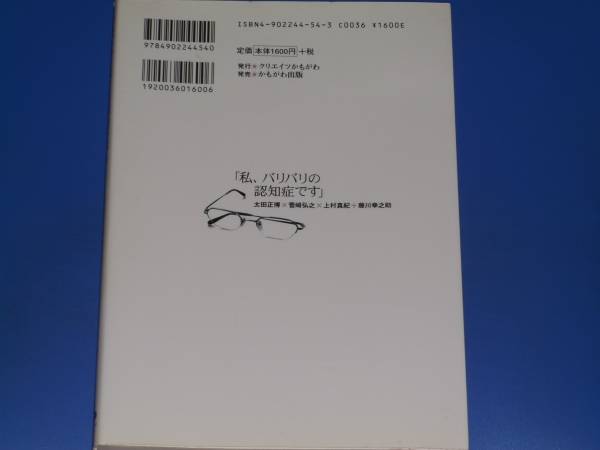 ISBN4-902244-54-3 C0036 ¥1600E
9784902244540
定価 本体1600円 +税
発行● クリエイツかもがわ
発売● かもがわ出版
1920036016006
「私、バリバリの
認知症です」
太田正博×菅﨑弘之×上村真紀+藤川幸之助